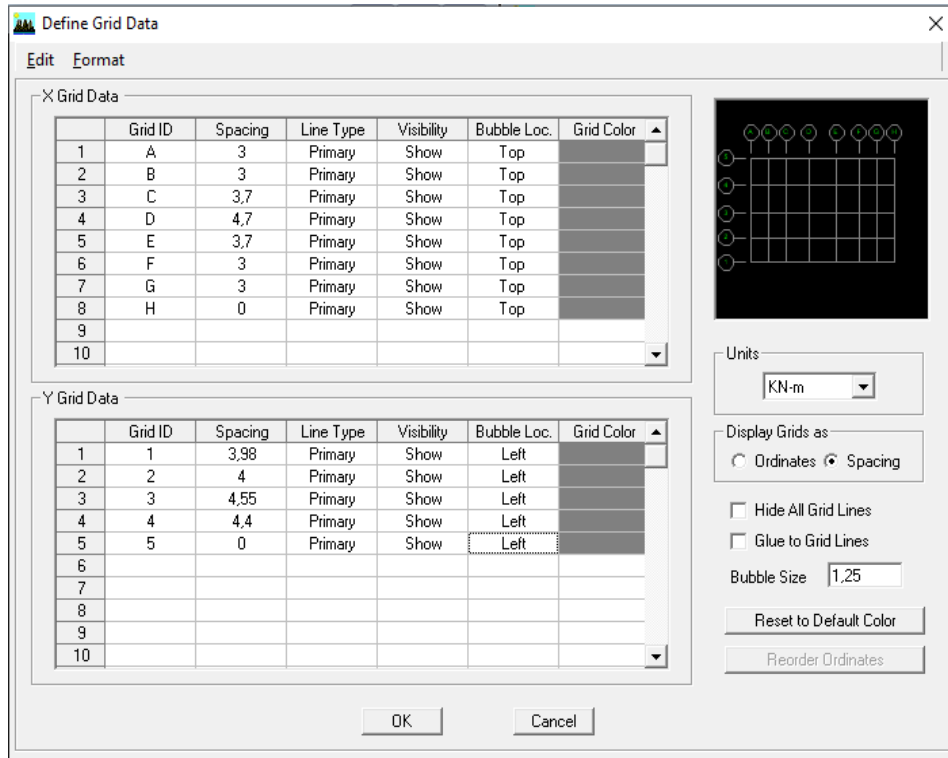 Define Grid Data
Edit Format
X Grid Data
Grid ID Spacing Line Type Visibility Bubble Loc. Grid Color
1 A 3 Primary Show Top
2 B 3 Primary Show Top
3 C 3,7 Primary Show Top
4 D 4,7 Primary Show Top
5 E 3,7 Primary Show Top
6 F 3 Primary Show Top
7 G 3 Primary Show Top
8 H 0 Primary Show Top
9
10
Y Grid Data
Grid ID Spacing Line Type Visibility Bubble Loc. Grid Color
1 1 3,98 Primary Show Left
2 2 4 Primary Show Left
3 3 4,55 Primary Show Left
4 4 4,4 Primary Show Left
5 5 0 Primary Show Left
6
7
8
9
10
A B C D E F G H
5
4
3
2
1
Units
KN-m
Display Grids as
Ordinates Spacing
Hide All Grid Lines
Glue to Grid Lines
Bubble Size 1,25
Reset to Default Color
Reorder Ordinates
OK Cancel